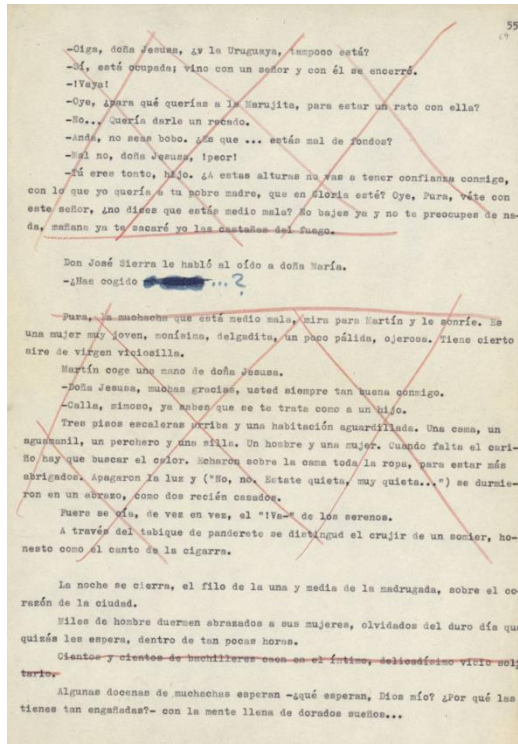 55
69
-Oiga, doña Jesusa, ¿y la Uruguaya, tampoco está?
-Sí, está ocupada; vino con un señor y con él se encerró.
-!Vaya!
-Oye, ¿para qué querías a la Marujita, para estar un rato con ella?
-No... Quería darle un recado.
-Anda, no seas bobo. ¿Es que ... estás mal de fondos?
-Mal no, doña Jesusa, !peor!
-Tú eres tonto, hijo. ¿A estas alturas no vas a tener confianza conmigo,
con lo que yo quería a tu pobre madre, que en Gloria esté? Oye, Pura, véte con
este señor, ¿no dices que estás medio mala? No bajes ya y no te preocupes de na-
da, mañana ya te sacaré yo las castañas del fuego.
Don José Sierra le habló al oído a doña María.
-¿Has cogido ...?
Pura, la muchacha que está medio mala, mira para Martín y le sonríe. Es
una mujer muy joven, monísima, delgadita, un poco pálida, ojerosa. Tiene cierto
aire de virgen viciosilla.
Martín coge una mano de doña Jesusa.
-Doña Jesusa, muchas gracias, usted siempre tan buena conmigo.
-Calla, mimoso, ya sabes que se te trata como a un hijo.
Tres pisos escaleras arriba y una habitación aguardillada. Una cama, un
aguamanil, un perchero y una silla. Un hombre y una mujer. Cuando falta el cari-
ño hay que buscar el calor. Echaron sobre la cama toda la ropa, para estar más
abrigados. Apagaron la luz y ("No, no. Estate quieta, muy quieta...") se durmie-
ron en un abrazo, como dos recién casados.
Fuera se oía, de vez en vez, el "!Va-" de los serenos.
A través del tabique de panderete se distingud el crujir de un somier, ho-
nesto como el canto de la cigarra.
La noche se cierra, el filo de la una y media de la madrugada, sobre el co-
razón de la ciudad.
Miles de hombre duermen abrazados a sus mujeres, olvidados del duro día que
quizás les espera, dentro de tan pocas horas.
Cientos y cientos de bachilleres caen en el íntimo, delicadísimo vicio soli
tario.
Algunas docenas de muchachas esperan -¿qué esperan, Dios mío? ¿Por qué las
tienes tan engañadas?- con la mente llena de dorados sueños...